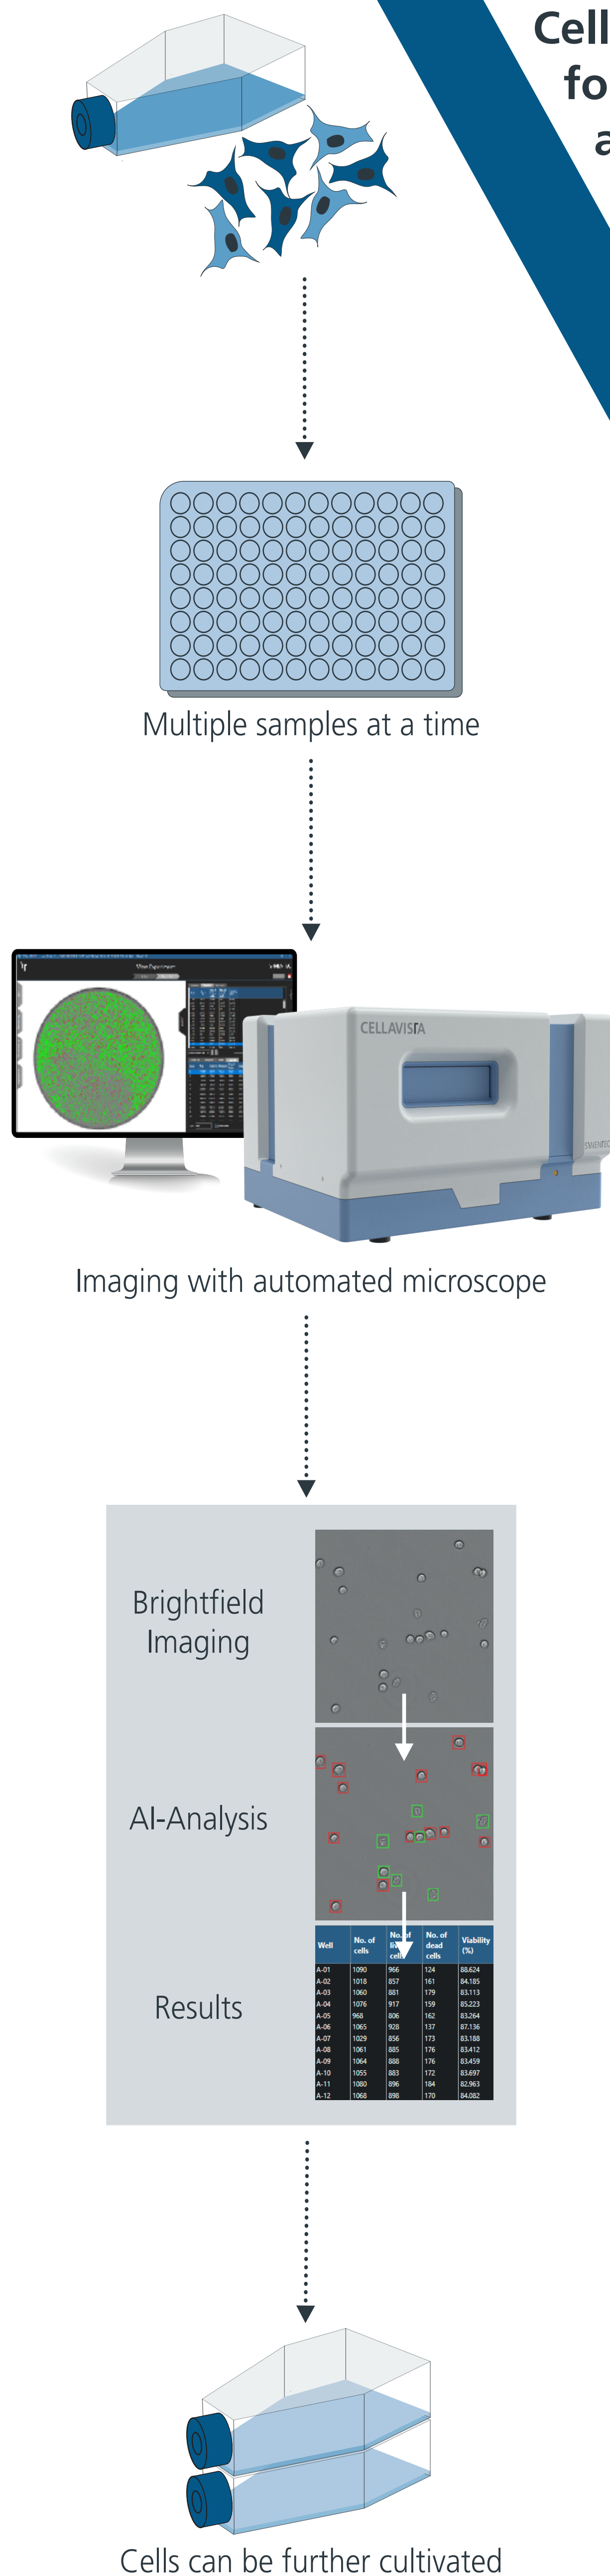 Cell
fo
a
Multiple samples at a time
CELLAVISTA
Imaging with automated microscope
Brightfield
Imaging
AI-Analysis
Results
Well No. of cells No. of cells No. of dead cells Viability (%)
A-01 1090 966 124 88.624
A-02 1018 857 161 84.185
A-03 1060 881 179 83.113
A-04 1076 917 159 85.223
A-05 968 806 162 83.264
A-06 1065 928 137 87.136
A-07 1029 856 173 83.188
A-08 1061 885 176 83.412
A-09 1064 888 176 83.459
A-10 1055 883 172 83.697
A-11 1080 896 184 82.963
A-12 1068 898 170 84.082
Cells can be further cultivated